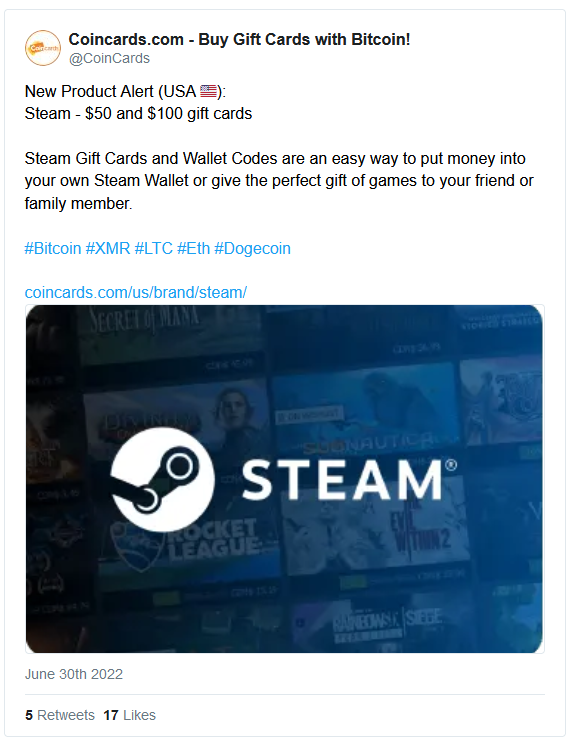 Coincards.com - Buy Gift Cards with Bitcoin!
@CoinCards
New Product Alert (USA 🇺🇸):
Steam - $50 and $100 gift cards
Steam Gift Cards and Wallet Codes are an easy way to put money into
your own Steam Wallet or give the perfect gift of games to your friend or
family member.
#Bitcoin #XMR #LTC #Eth #Dogecoin
coincards.com/us/brand/steam/
SECRET of MANA
DIVINITY
SUBNAUTICA
STEAM®
ROCKET
LEAGUE
THE
EVIL
WITHIN 2
RAINBOW SIX | SIEGE
June 30th 2022
5 Retweets 17 Likes